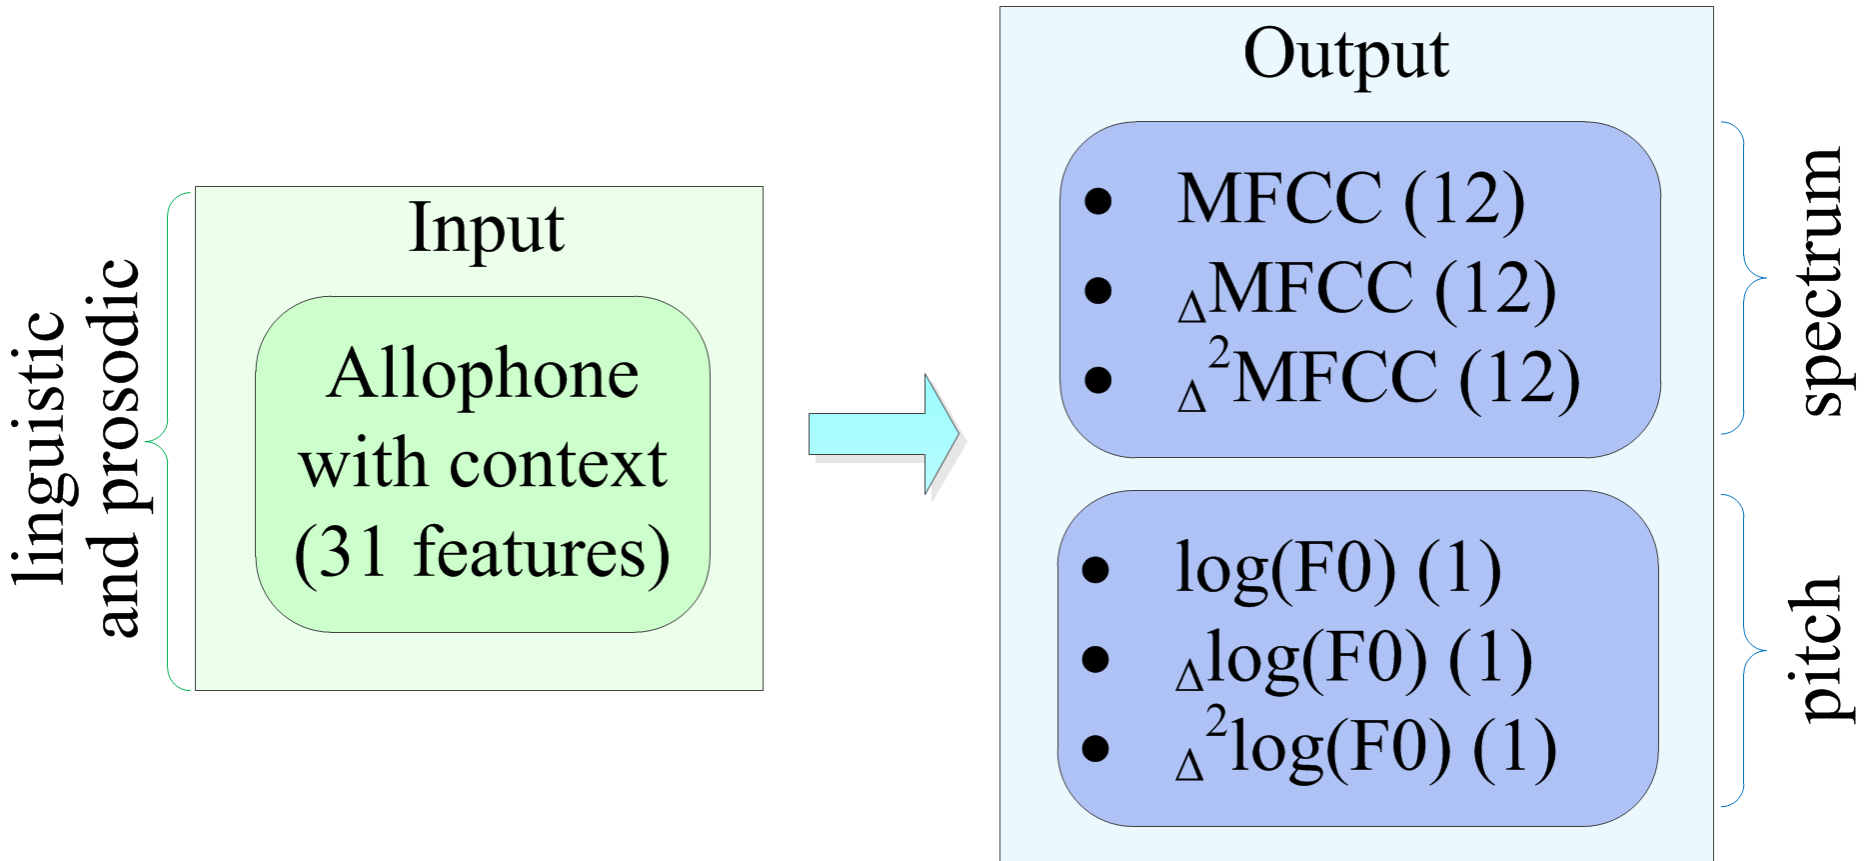 linguistic
and prosodic
Input
Allophone
with context
(31 features)
Output
• MFCC (12)
• ΔMFCC (12)
• Δ²MFCC (12)
spectrum
• log(F0) (1)
• Δlog(F0) (1)
• Δ²log(F0) (1)
pitch